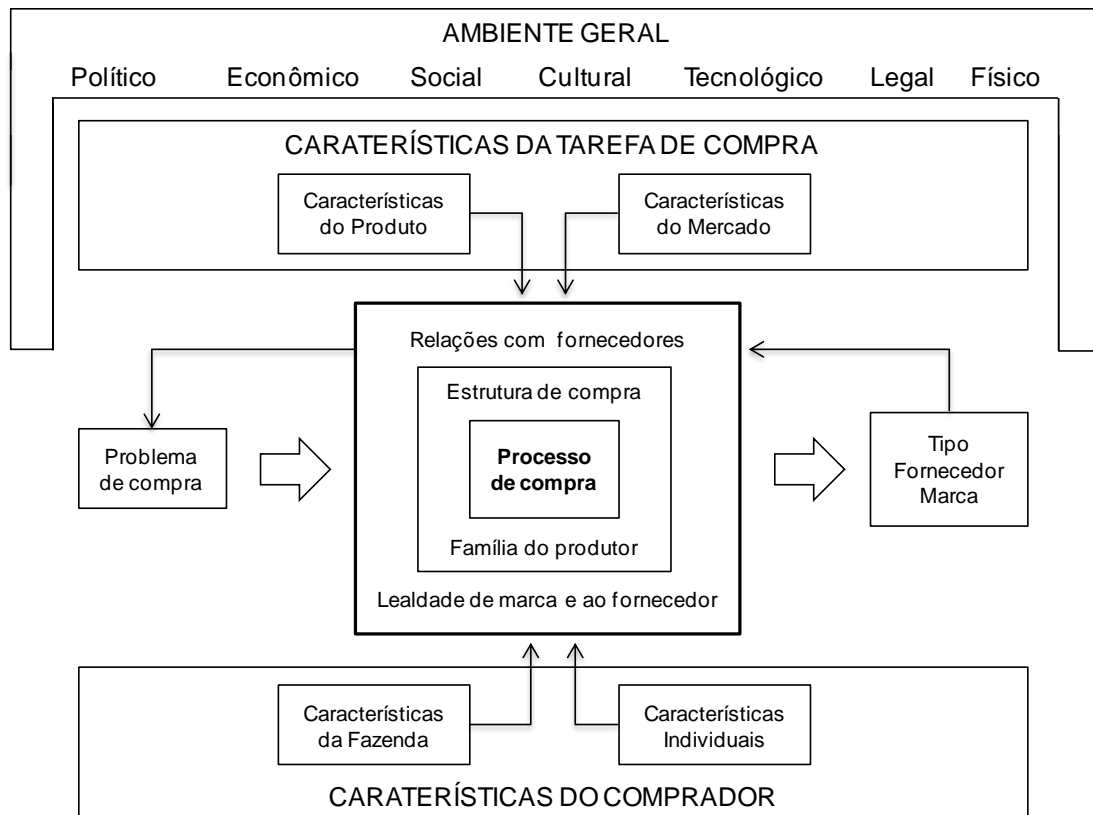 AMBIENTE GERAL
Político Econômico Social Cultural Tecnológico Legal Físico
CARATERÍSTICAS DA TAREFA DE COMPRA
Características
do Produto
Características
do Mercado
Relações com fornecedores
Estrutura de compra
Processo
de compra
Família do produtor
Lealdade de marca e ao fornecedor
Problema
de compra
Tipo
Fornecedor
Marca
Características
da Fazenda
Características
Individuais
CARATERÍSTICAS DO COMPRADOR